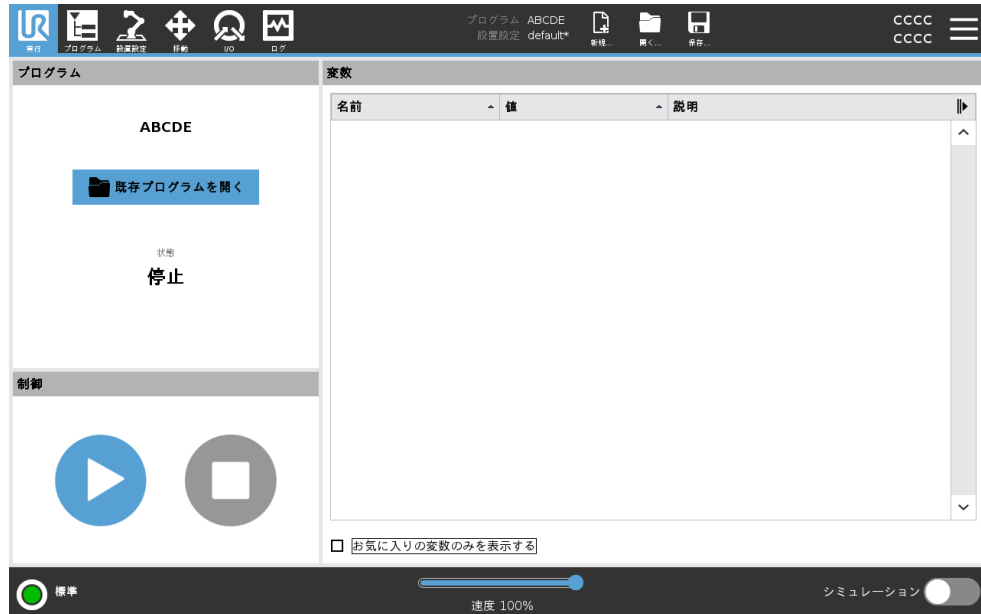 UR
実行
プログラム
設置設定
移動
I/O
ログ
プログラム ABCDE
設置設定 default*
新規...
開く...
保存...
CCCC
CCCC
プログラム
ABCDE
既存プログラムを開く
状態
停止
制御
変数
名前 値 説明
お気に入りの変数のみを表示する
標準
速度 100%
シミュレーション